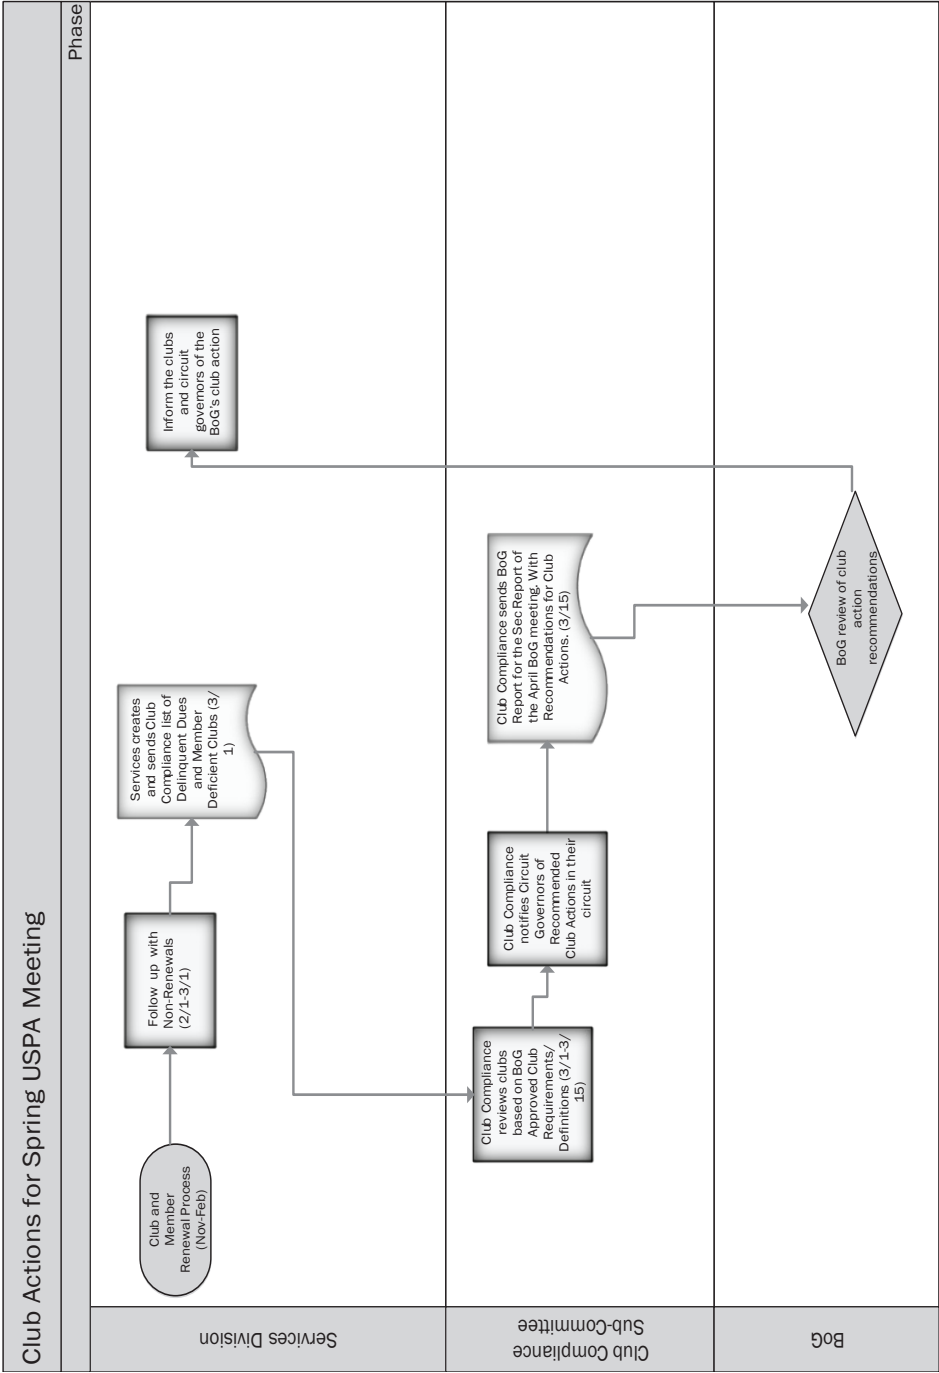 Club Actions for Spring USPA Meeting
Phase
Services Division
Club and
Member
Renewal Process
(Nov-Feb)
Follow up with
Non-Renewals
(2/1-3/1)
Services creates
and sends Club
Compliance list of
Delinquent Dues
and Member
Deficient Clubs (3/
1)
Inform the clubs
and circuit
governors of the
BoG's club action
Club Compliance
Sub-Committee
Club Compliance
reviews clubs
based on BoG
Approved Club
Requirements/
Definitions (3/1-3/
15)
Club Compliance
notifies Circuit
Governors of
Recommended
Club Actions in their
circuit
Club Compliance sends BoG
Report for the Sec Report of
the April BoG meeting. With
Recommendations for Club
Actions. (3/15)
BoG
BoG review of club
action
recommendations